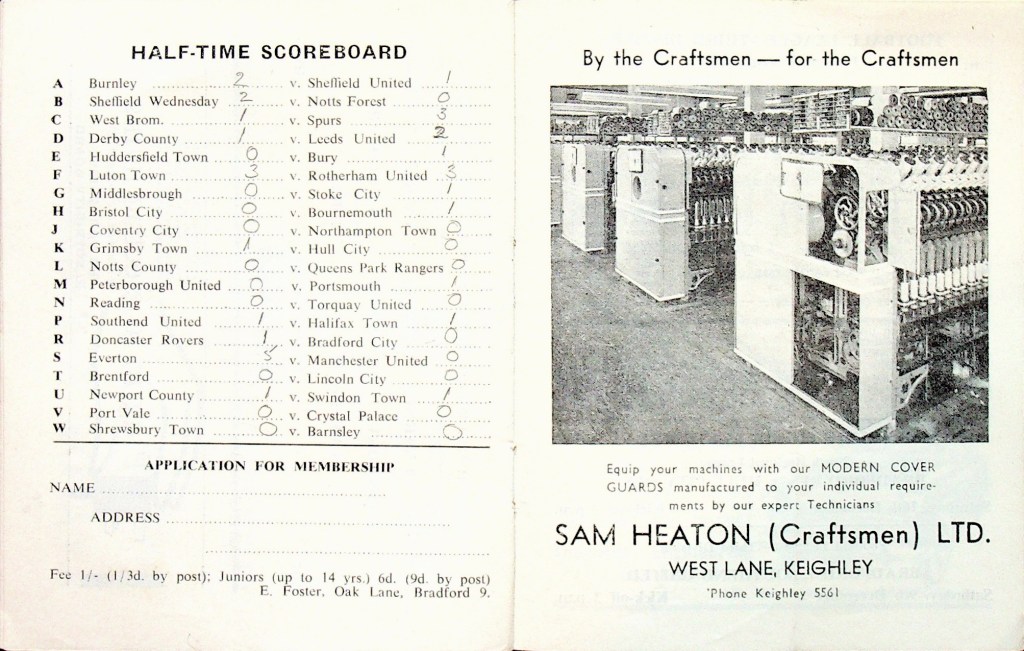 HALF-TIME SCOREBOARD
A Burnley 2 v. Sheffield United 1
B Sheffield Wednesday 2 v. Notts Forest 0
C West Brom. 1 v. Spurs 3
D Derby County 1 v. Leeds United 2
E Huddersfield Town 0 v. Bury 1
F Luton Town 3 v. Rotherham United 3
G Middlesbrough 0 v. Stoke City 1
H Bristol City 0 v. Bournemouth 1
J Coventry City 0 v. Northampton Town 0
K Grimsby Town 1 v. Hull City 0
L Notts County 0 v. Queens Park Rangers 0
M Peterborough United 0 v. Portsmouth 1
N Reading 0 v. Torquay United 0
P Southend United 1 v. Halifax Town 1
R Doncaster Rovers 1 v. Bradford City 0
S Everton v. Manchester United 0
T Brentford 0 v. Lincoln City 0
U Newport County 1 v. Swindon Town 1
V Port Vale 0 v. Crystal Palace 0
W Shrewsbury Town 0 v. Barnsley 0
APPLICATION FOR MEMBERSHIP
NAME
ADDRESS
Fee 1/- (1/3d. by post); Juniors (up to 14 yrs.) 6d. (9d. by post)
E. Foster, Oak Lane, Bradford 9.
By the Craftsmen — for the Craftsmen
Equip your machines with our MODERN COVER
GUARDS manufactured to your individual require-
ments by our expert Technicians
SAM HEATON (Craftsmen) LTD.
WEST LANE, KEIGHLEY
'Phone Keighley 5561